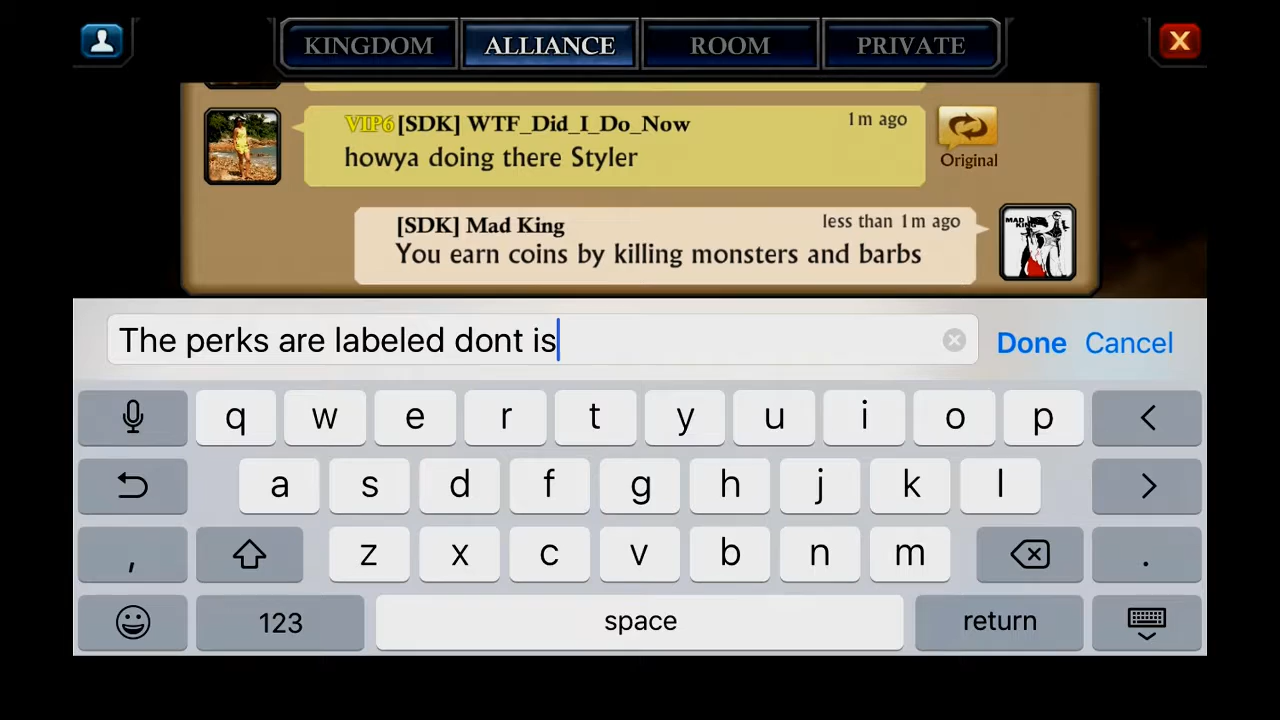 KINGDOM
ALLIANCE
ROOM
PRIVATE
X
VIP6[SDK] WTF_Did_I_Do_Now
1m ago
howya doing there Styler
Original
[SDK] Mad King
less than 1m ago
You earn coins by killing monsters and barbs
MAD
KING
The perks are labeled dont is
Done
Cancel
q w e r t y u i o p
a s d f g h j k l
, z x c v b n m .
123
space
return